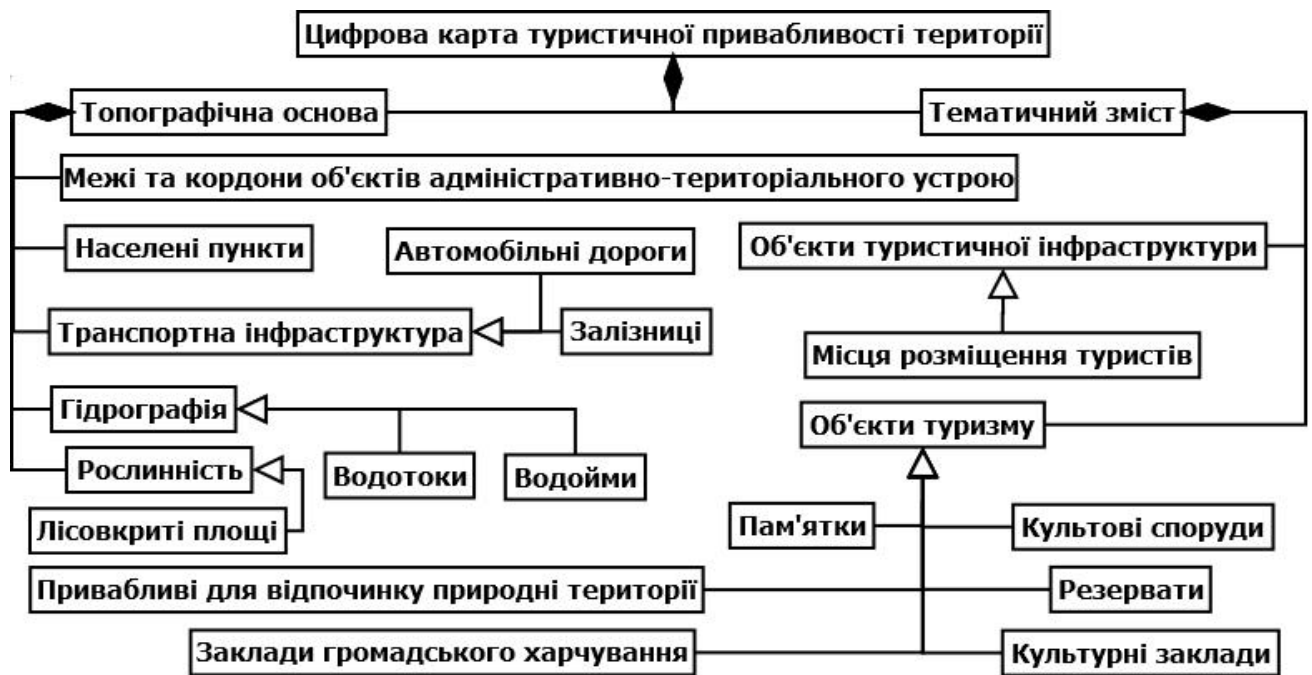 Цифрова карта туристичної привабливості території
Топографічна основа
Тематичний зміст
Межі та кордони об'єктів адміністративно-територіального устрою
Населені пункти
Автомобільні дороги
Об'єкти туристичної інфраструктури
Транспортна інфраструктура
Залізниці
Місця розміщення туристів
Гідрографія
Об'єкти туризму
Рослинність
Водотоки
Водойми
Лісовкриті площі
Пам'ятки
Культові споруди
Привабливі для відпочинку природні території
Резервати
Заклади громадського харчування
Культурні заклади